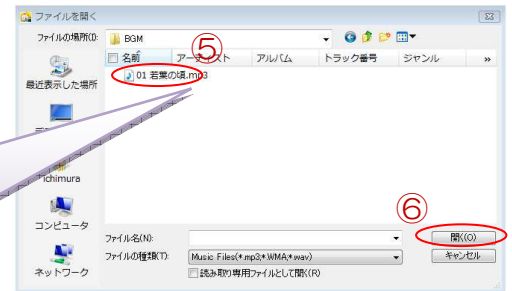 ファイルを開く
ファイルの場所(I):
BGM
⑤
名前
アーティスト
アルバム
トラック番号
ジャンル
»
01 若葉の頃.mp3
最近表示した場所
ichimura
コンピュータ
ネットワーク
⑥
ファイル名(N):
開く(O)
ファイルの種類(T):
Music Files(*.mp3;*.WMA;*.wav)
キャンセル
読み取り専用ファイルとして開く(R)